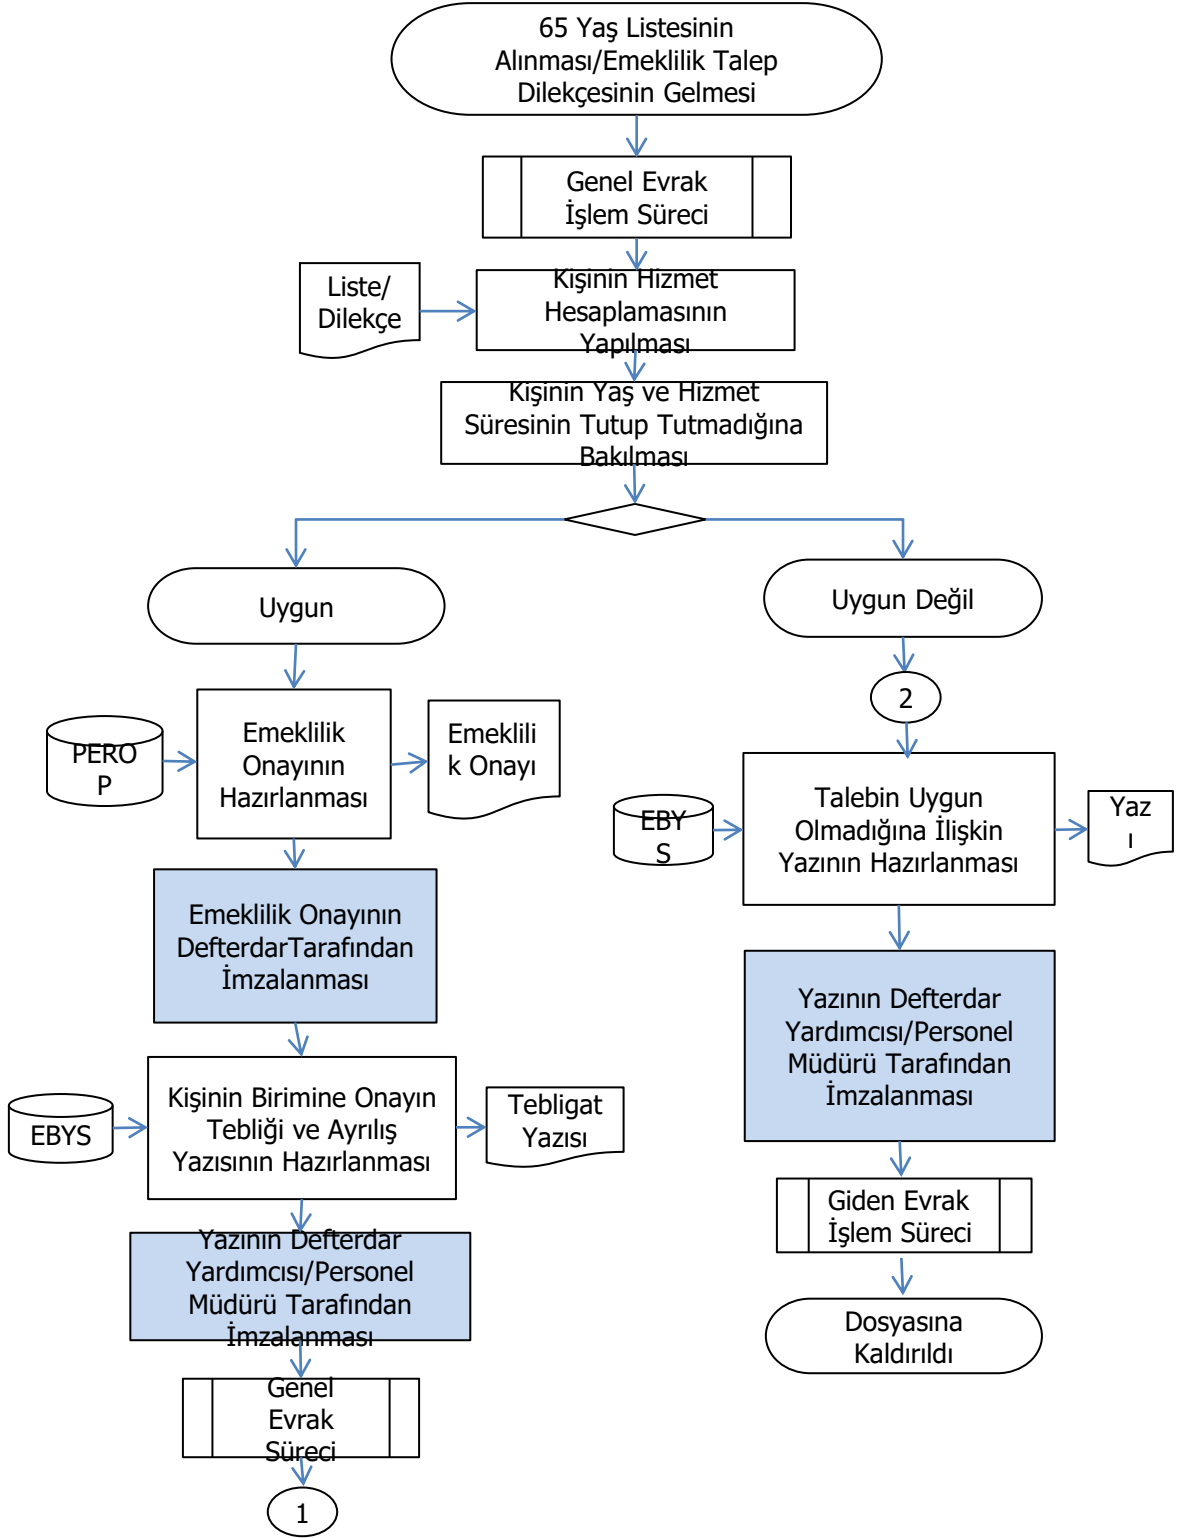 65 Yaş Listesinin
Alınması/Emeklilik Talep
Dilekçesinin Gelmesi
Genel Evrak
İşlem Süreci
Liste/
Dilekçe
Kişinin Hizmet
Hesaplamasının
Yapılması
Kişinin Yaş ve Hizmet
Süresinin Tutup Tutmadığına
Bakılması
Uygun
Uygun Değil
2
PERO
P
Emeklilik
Onayının
Hazırlanması
Emeklili
k Onayı
EBY
S
Talebin Uygun
Olmadığına İlişkin
Yazının Hazırlanması
Yaz
ı
Emeklilik Onayının
DefterdarTarafından
İmzalanması
Yazının Defterdar
Yardımcısı/Personel
Müdürü Tarafından
İmzalanması
EBYS
Kişinin Birimine Onayın
Tebliği ve Ayrılış
Yazısının Hazırlanması
Tebligat
Yazısı
Giden Evrak
İşlem Süreci
Yazının Defterdar
Yardımcısı/Personel
Müdürü Tarafından
İmzalanması
Dosyasına
Kaldırıldı
Genel
Evrak
Süreci
1